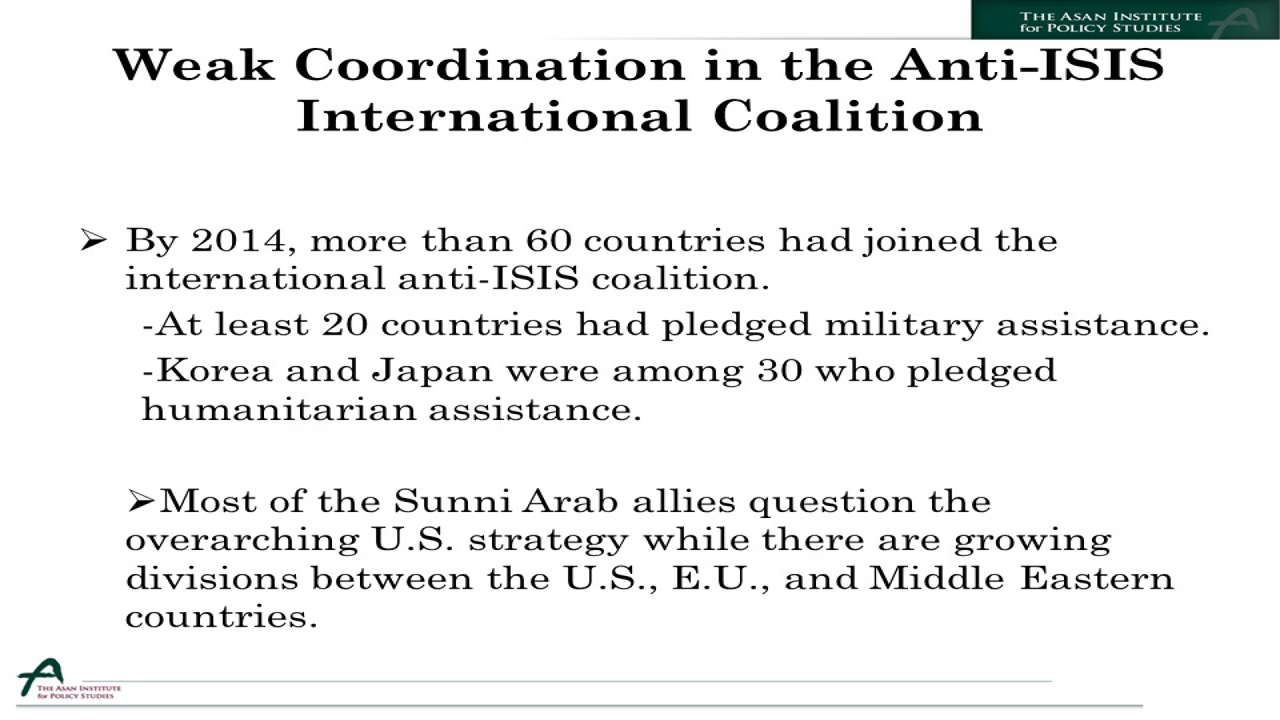 THE ASAN INSTITUTE
for POLICY STUDIES
Weak Coordination in the Anti-ISIS
International Coalition
➢ By 2014, more than 60 countries had joined the
international anti-ISIS coalition.
-At least 20 countries had pledged military assistance.
-Korea and Japan were among 30 who pledged
humanitarian assistance.
➢Most of the Sunni Arab allies question the
overarching U.S. strategy while there are growing
divisions between the U.S., E.U., and Middle Eastern
countries.
THE ASAN INSTITUTE
for POLICY STUDIES